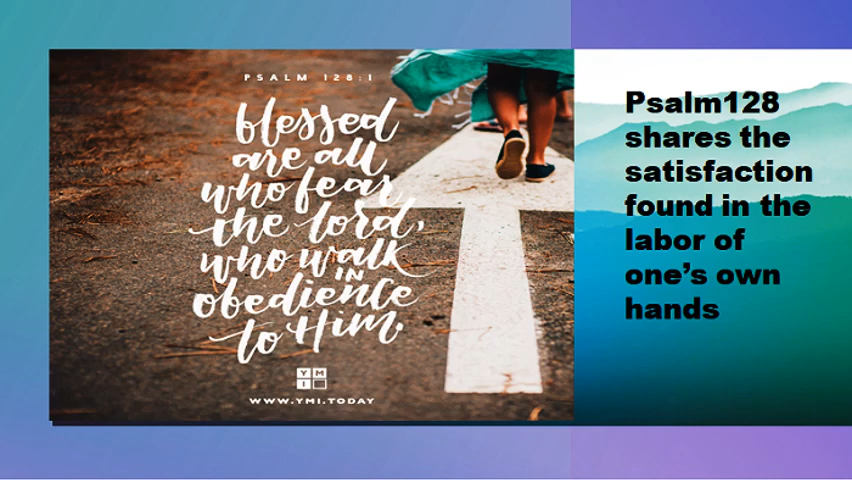 PSALM 128:1
blessed
are all
who fear
the lord,
who walk
IN
obedience
to Him.
YM
I
WWW.YMI.TODAY
Psalm128
shares the
satisfaction
found in the
labor of
one's own
hands